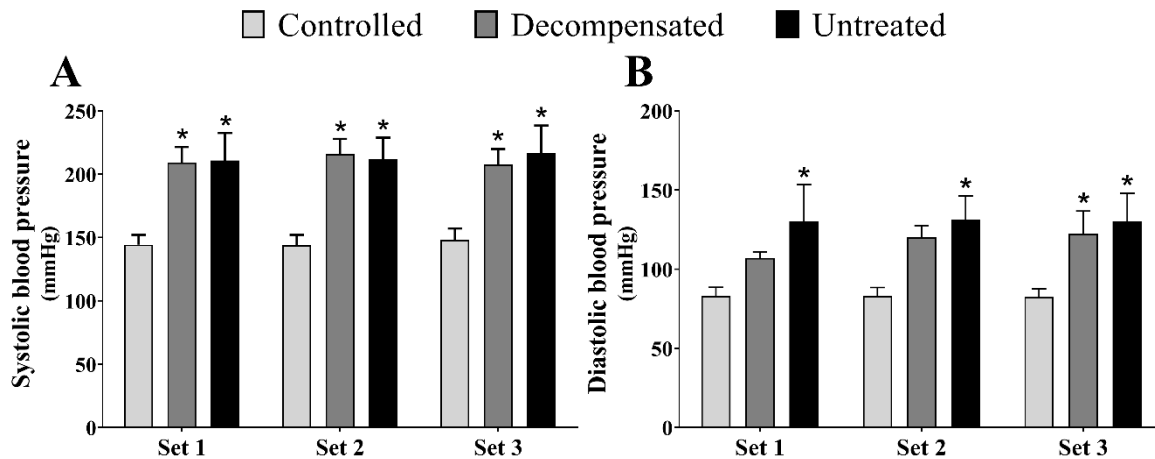 Controlled Decompensated Untreated
A
B
Systolic blood pressure
(mmHg)
250
200
150
100
50
0
* * * * * *
Set 1 Set 2 Set 3
Diastolic blood pressure
(mmHg)
200
150
100
50
0
* * * *
Set 1 Set 2 Set 3